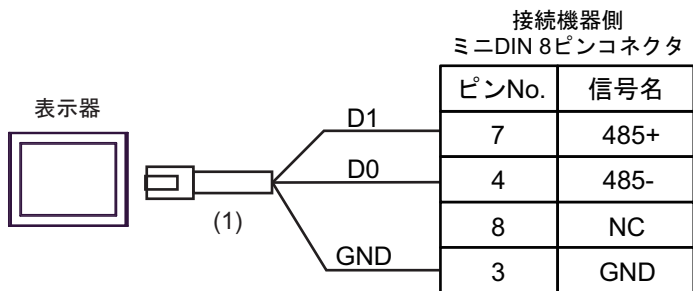 接続機器側
ミニDIN 8ピンコネクタ
表示器
ピンNo. 信号名
D1 7 485+
D0 4 485-
(1)
8 NC
GND 3 GND